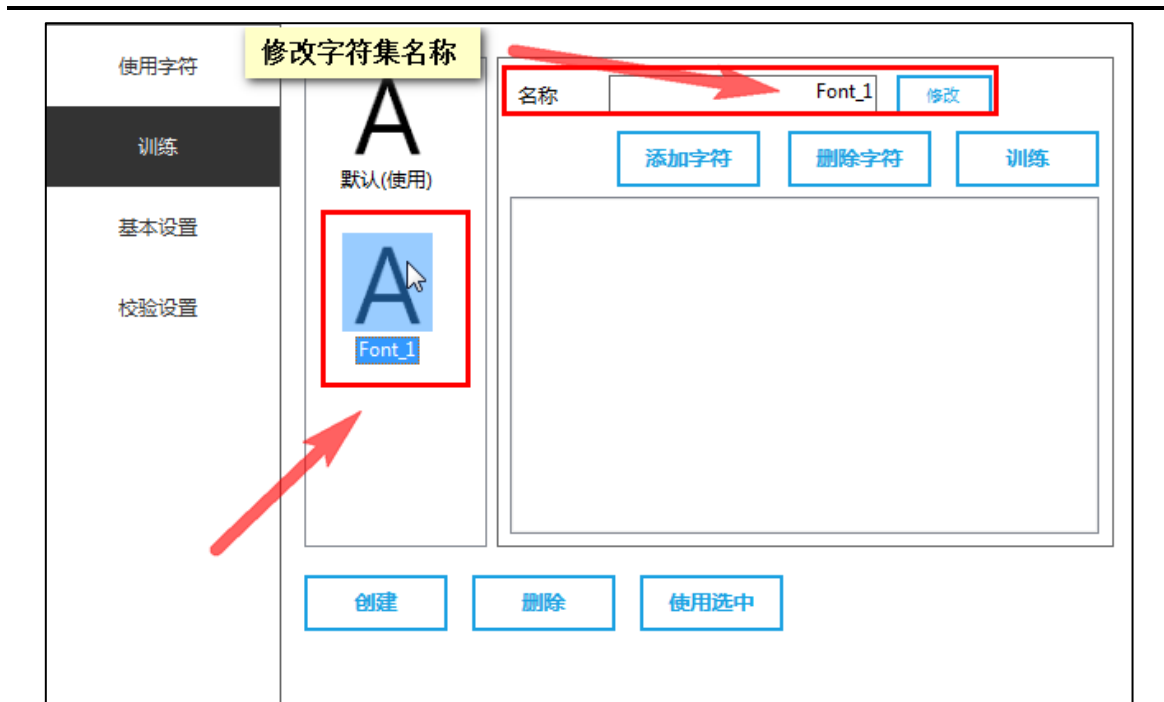 使用字符
训练
基本设置
校验设置
修改字符集名称
A
默认(使用)
A
Font_1
名称 Font_1 修改
添加字符 删除字符 训练
创建 删除 使用选中